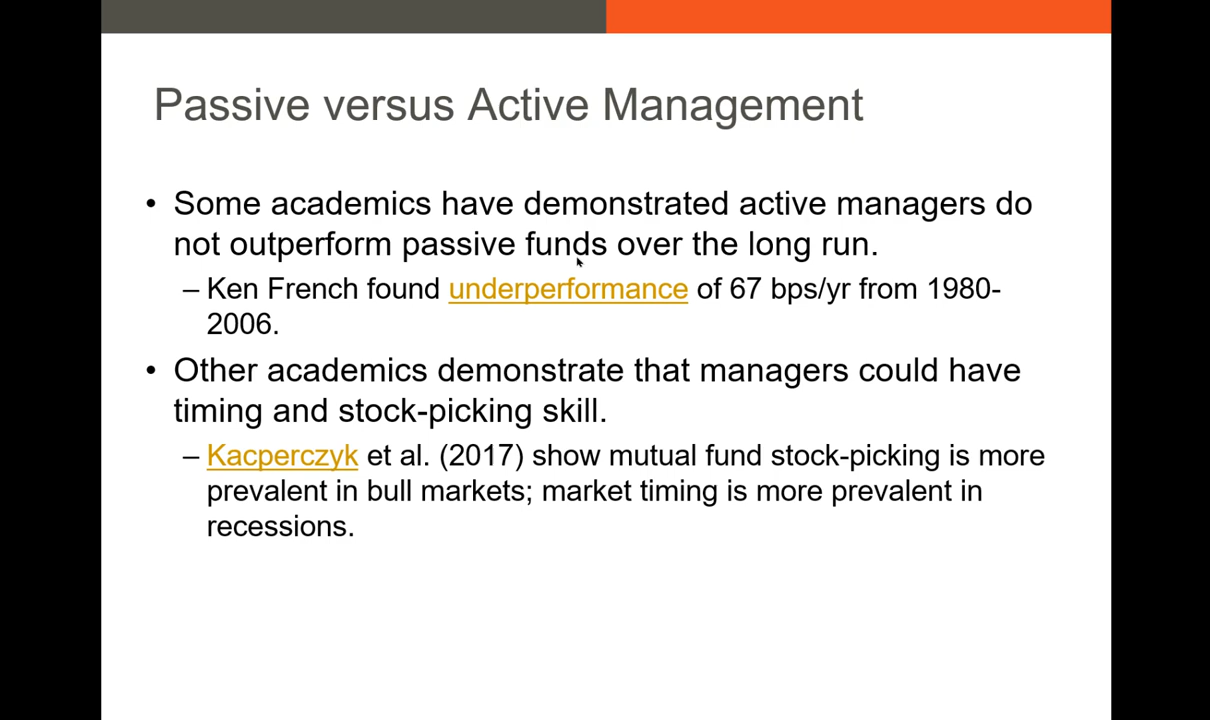 Passive versus Active Management
• Some academics have demonstrated active managers do
not outperform passive funds over the long run.
– Ken French found underperformance of 67 bps/yr from 1980-
2006.
• Other academics demonstrate that managers could have
timing and stock-picking skill.
– Kacperczyk et al. (2017) show mutual fund stock-picking is more
prevalent in bull markets; market timing is more prevalent in
recessions.